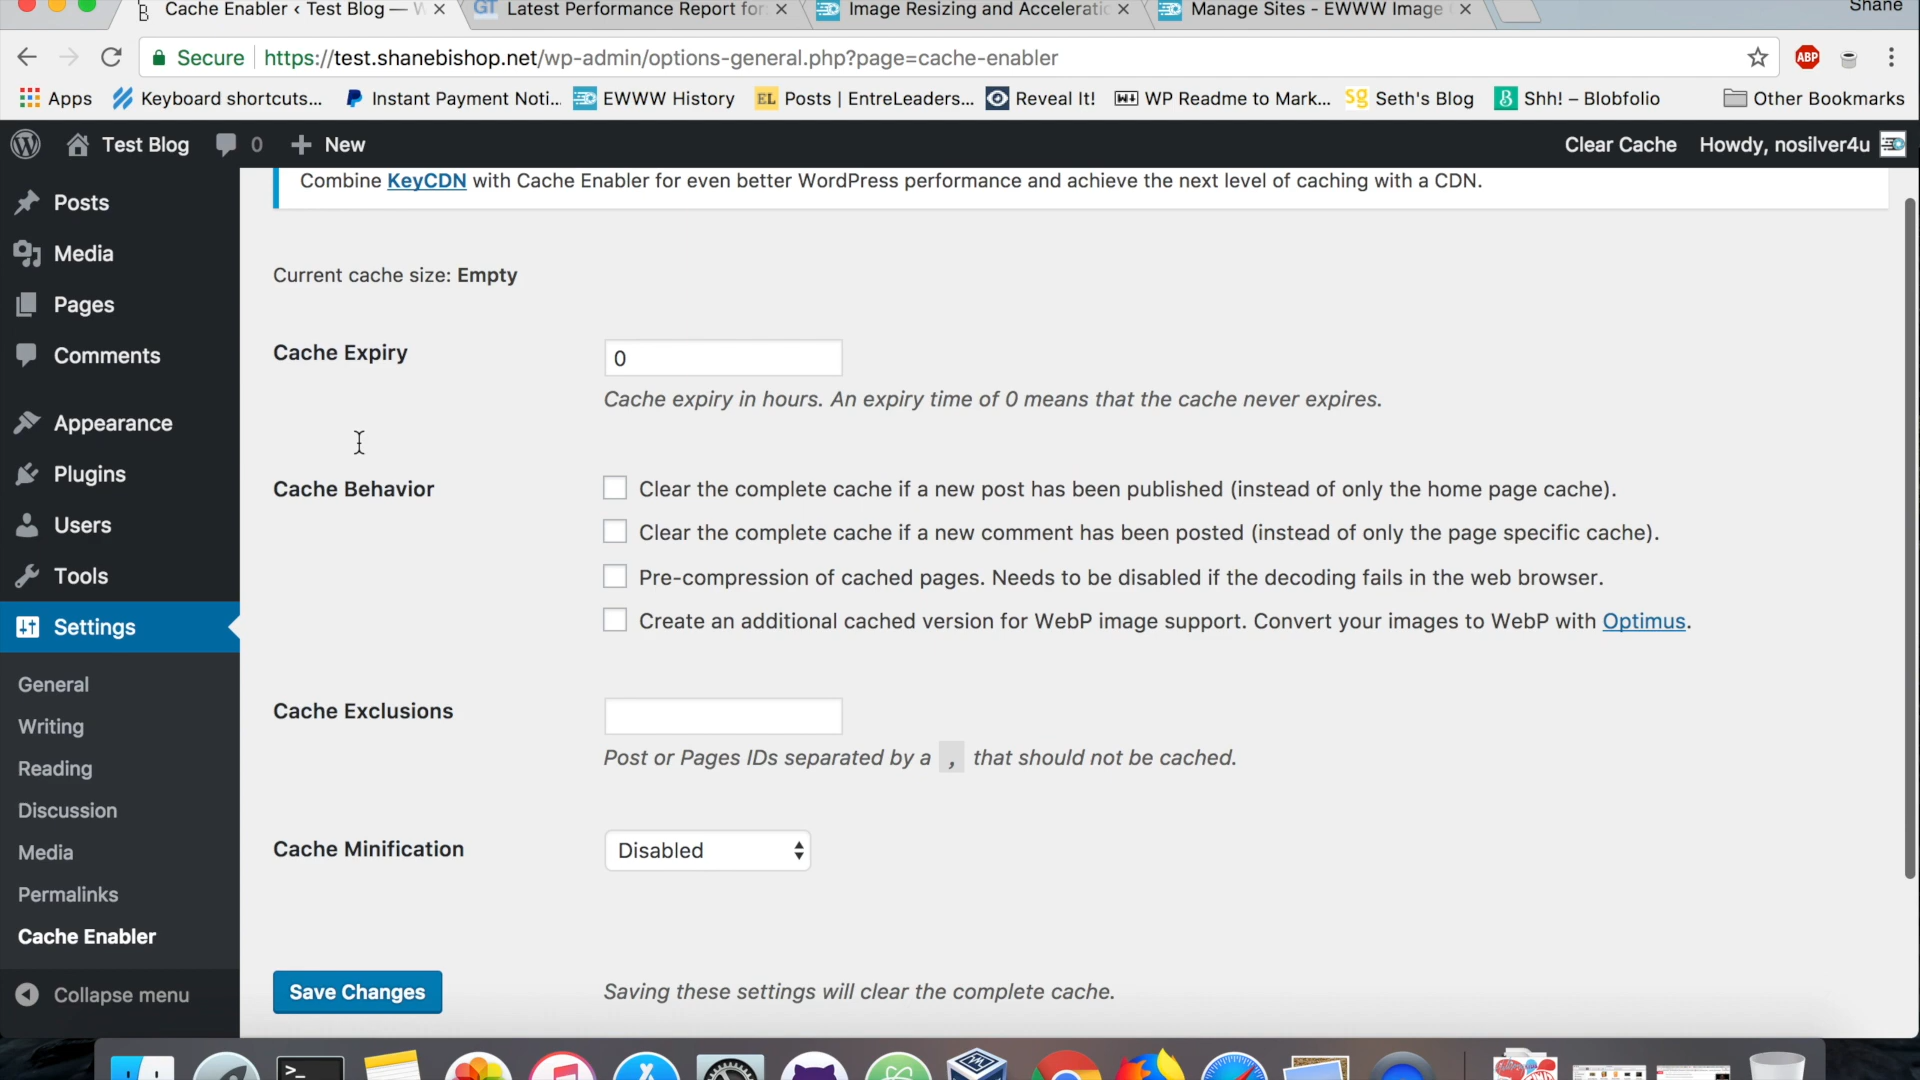 Cache Enabler ‹ Test Blog — W
GT Latest Performance Report for:
Image Resizing and Acceleratio
Manage Sites - EWWW Image
Shane
Secure https://test.shanebishop.net/wp-admin/options-general.php?page=cache-enabler
ABP
Apps Keyboard shortcuts... Instant Payment Noti... EWWW History EL Posts | EntreLeaders... Reveal It! WP Readme to Mark... sg Seth's Blog Shh! – Blobfolio Other Bookmarks
Test Blog 0 + New Clear Cache Howdy, nosilver4u
Combine KeyCDN with Cache Enabler for even better WordPress performance and achieve the next level of caching with a CDN.
Posts
Media
Pages
Comments
Appearance
Plugins
Users
Tools
Settings
General
Writing
Reading
Discussion
Media
Permalinks
Cache Enabler
Collapse menu
Current cache size: Empty
Cache Expiry 0
Cache expiry in hours. An expiry time of 0 means that the cache never expires.
Cache Behavior Clear the complete cache if a new post has been published (instead of only the home page cache).
Clear the complete cache if a new comment has been posted (instead of only the page specific cache).
Pre-compression of cached pages. Needs to be disabled if the decoding fails in the web browser.
Create an additional cached version for WebP image support. Convert your images to WebP with Optimus.
Cache Exclusions
Post or Pages IDs separated by a , that should not be cached.
Cache Minification Disabled
Save Changes Saving these settings will clear the complete cache.